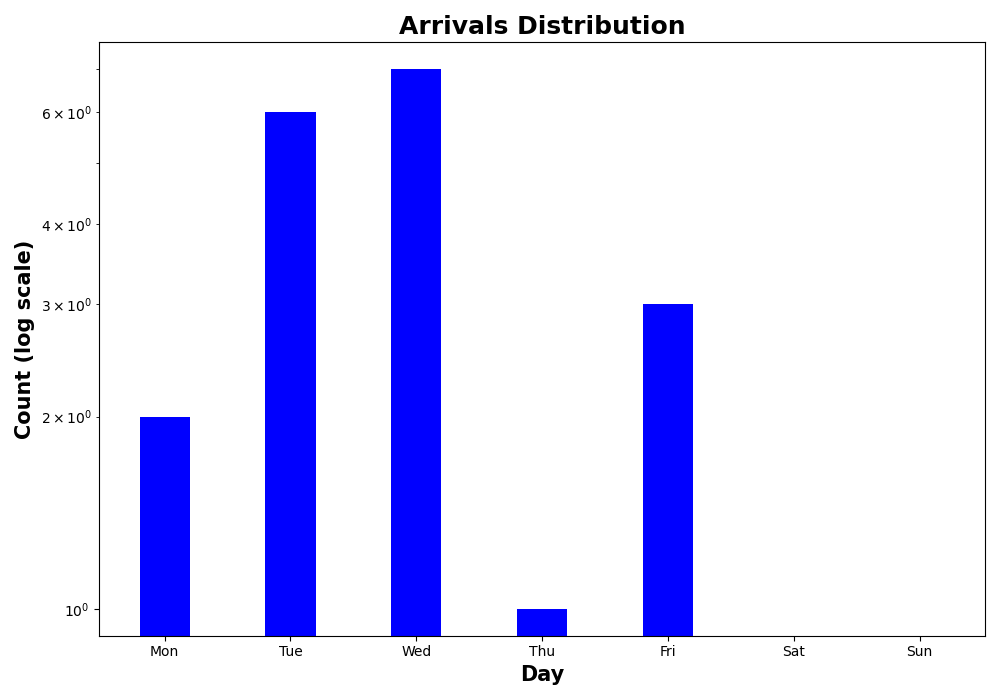 Arrivals Distribution
Count (log scale)
6 × 10⁰
4 × 10⁰
3 × 10⁰
2 × 10⁰
10⁰
Mon Tue Wed Thu Fri Sat Sun
Day